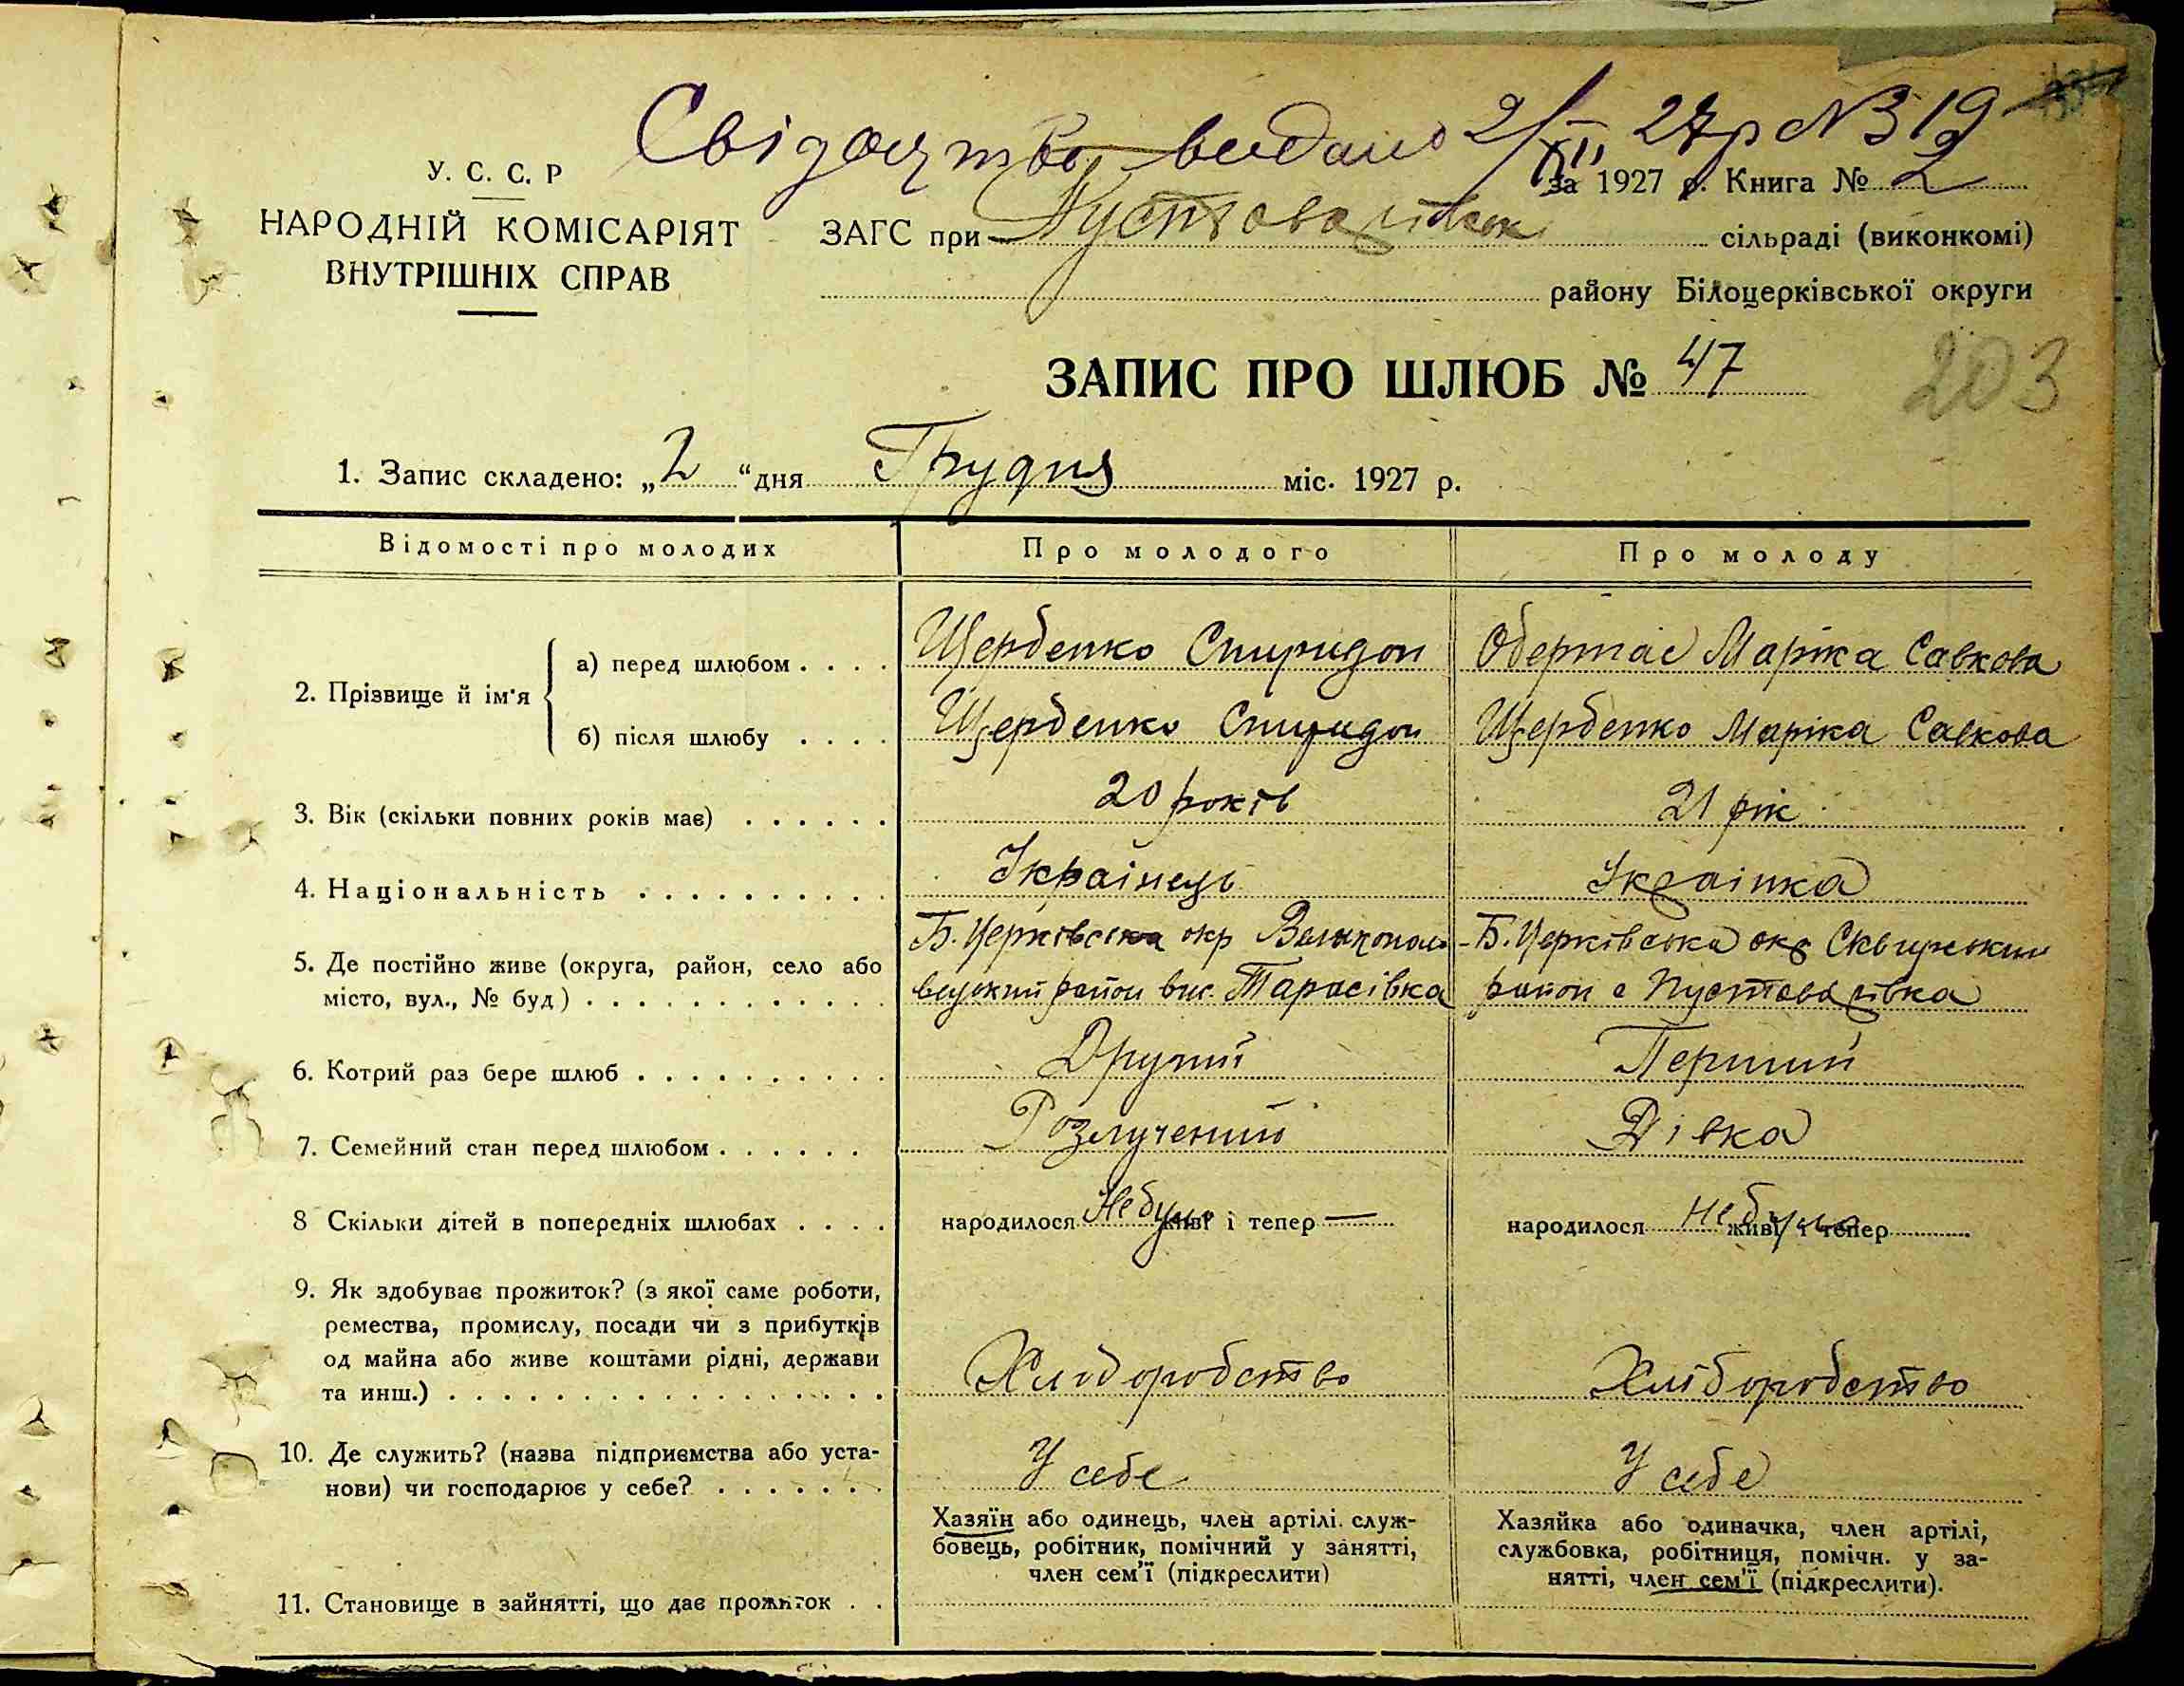 Свідоцтво видано 2/XII 27р №319
У. С. С. Р
НАРОДНІЙ КОМІСАРІЯТ
ВНУТРІШНІХ СПРАВ
за 1927 р. Книга № 2
ЗАГС при Пустоварівськ сільраді (виконкомі)
району Білоцерківської округи
ЗАПИС ПРО ШЛЮБ № 47
203
1. Запис складено: „2“ дня Грудня міс. 1927 р.
Відомості про молодих Про молодого Про молоду
2. Прізвище й ім'я
а) перед шлюбом . . . . Щербенко Спиридон Обертас Маріка Савкова
б) після шлюбу . . . . Щербенко Спиридон Щербенко Маріка Савкова
3. Вік (скільки повних років має) . . . . . . 20 років 21 рік
4. Національність . . . . . . . . . . Українець Українка
5. Де постійно живе (округа, район, село або Б. Церківська окр Б. Церківська окр Сквирський
місто, вул., № буд) . . . . . . . . . . . . район вис. Тарасівка район с Пустоварівка
6. Котрий раз бере шлюб . . . . . . . . . . Другий Перший
7. Семейний стан перед шлюбом . . . . . . Розлучений Дівка
8 Скільки дітей в попередніх шлюбах . . . . народилося Не було живі і тепер — народилося Не було живі і тепер
9. Як здобуває прожиток? (з якої саме роботи,
ремества, промислу, посади чи з прибутків
од майна або живе коштами рідні, держави
та инш.) . . . . . . . . . . . . . . . . . Хліборобство Хліборобство
10. Де служить? (назва підприємства або уста-
нови) чи господарює у себе? . . . . . . . У себе У себе
Хазяїн або одинець, член артілі. служ-
бовець, робітник, помічний у занятті,
член сем'ї (підкреслити)
Хазяйка або одиначка, член артілі,
службовка, робітниця, помічн. у за-
нятті, член сем'ї (підкреслити).
11. Становище в зайнятті, що дає прожиток . .